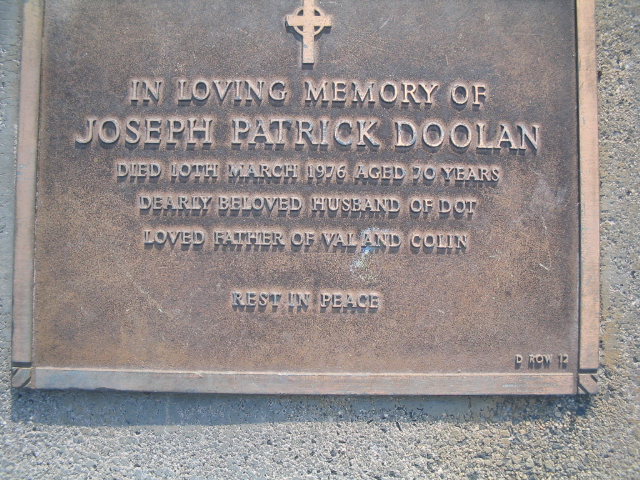 IN LOVING MEMORY OF
JOSEPH PATRICK DOOLAN
DIED 10TH MARCH 1976 AGED 70 YEARS
DEARLY BELOVED HUSBAND OF DOT
LOVED FATHER OF VAL AND COLIN
REST IN PEACE
D ROW 12